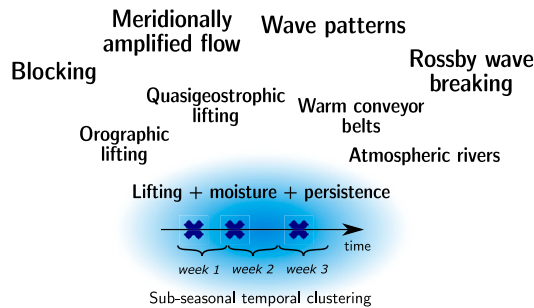 Meridionally
amplified flow
Wave patterns
Blocking
Rossby wave
breaking
Quasigeostrophic
lifting
Warm conveyor
belts
Orographic
lifting
Atmospheric rivers
Lifting + moisture + persistence
time
week 1 week 2 week 3
Sub-seasonal temporal clustering